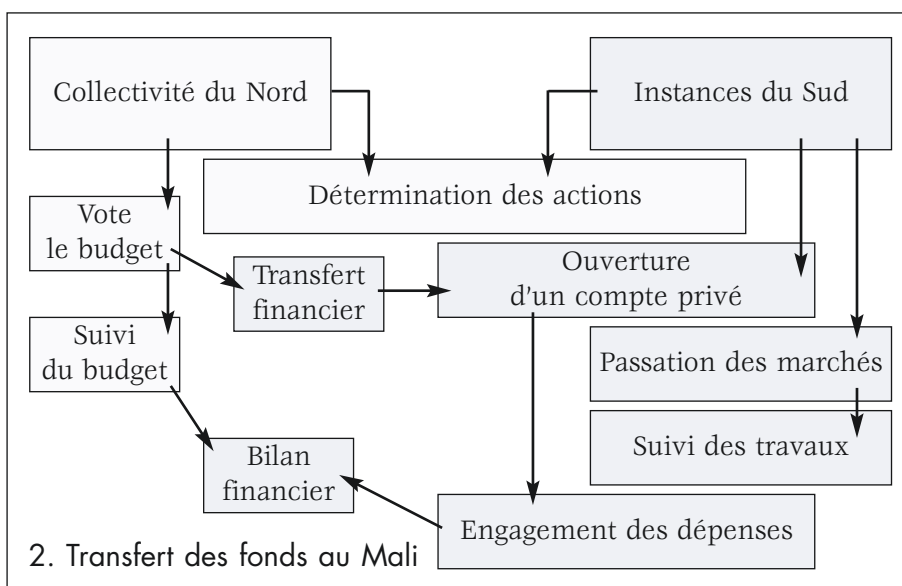 Collectivité du Nord
Instances du Sud
Détermination des actions
Vote
le budget
Transfert
financier
Ouverture
d'un compte privé
Suivi
du budget
Passation des marchés
Suivi des travaux
Bilan
financier
Engagement des dépenses
2. Transfert des fonds au Mali